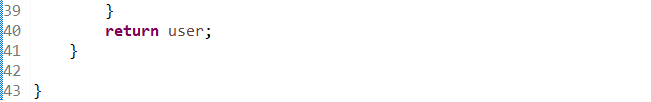 39 }
40 return user;
41 }
42
43 }